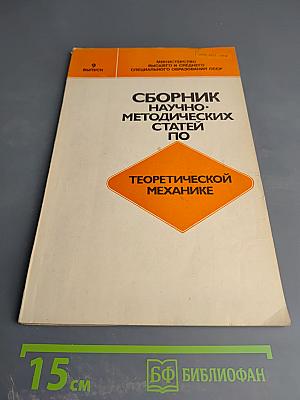 9
ВЫПУСК
МИНИСТЕРСТВО
ВЫСШЕГО И СРЕДНЕГО
СПЕЦИАЛЬНОГО ОБРАЗОВАНИЯ СССР
СБОРНИК
НАУЧНО-
МЕТОДИЧЕСКИХ
СТАТЕЙ
ПО
ТЕОРЕТИЧЕСКОЙ
МЕХАНИКЕ
15 см
БФ БИБЛИОФАН